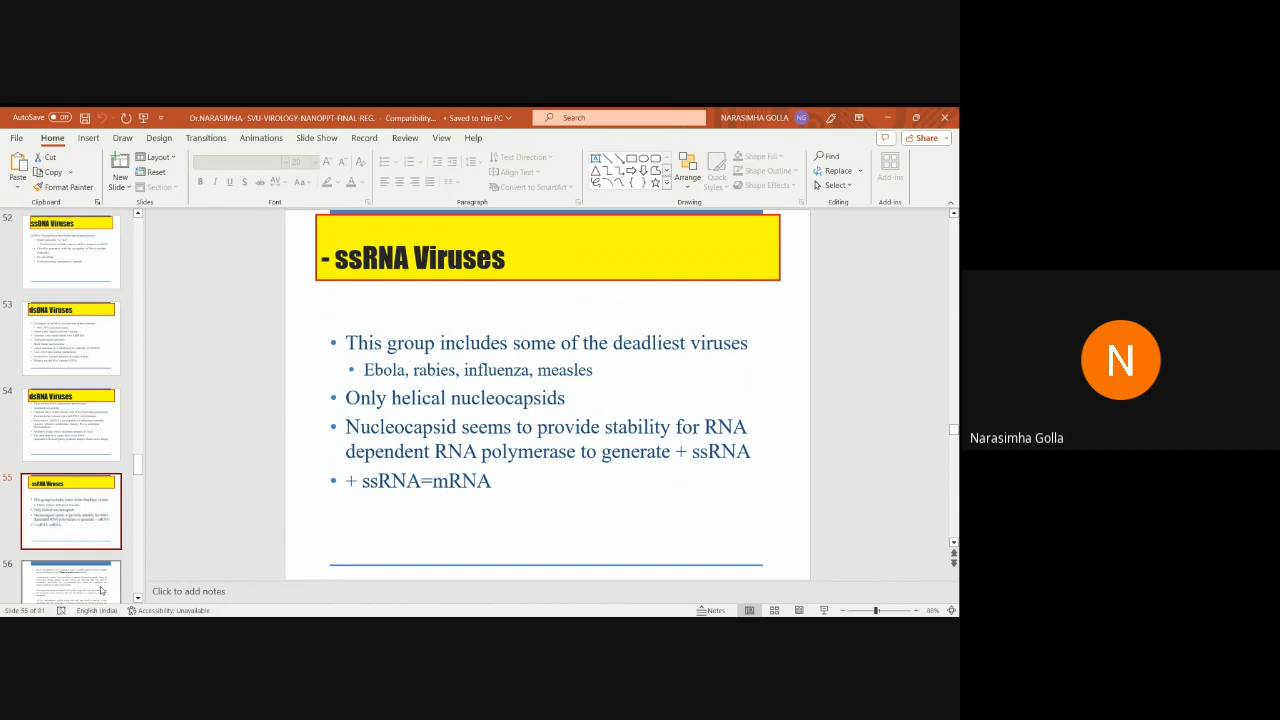 AutoSave Off Dr.NARASIMHA- SVU-VIROLOGY-NANOPPT-FINAL-REG. - Compatibility... • Saved to this PC Search NARASIMHA GOLLA NG
File Home Insert Draw Design Transitions Animations Slide Show Record Review View Help Share
Paste Cut Copy Format Painter Clipboard
New Slide Layout Reset Section Slides
20 Font
Text Direction Align Text Convert to SmartArt Paragraph
Arrange Quick Styles Shape Fill Shape Outline Shape Effects Drawing
Find Replace Select Editing
Add-ins Add-ins
52
ssDNA Viruses
53
dsDNA Viruses
54
dsRNA Viruses
55
- ssRNA Viruses
56
- ssRNA Viruses
• This group includes some of the deadliest viruses
• Ebola, rabies, influenza, measles
• Only helical nucleocapsids
• Nucleocapsid seems to provide stability for RNA
dependent RNA polymerase to generate + ssRNA
• + ssRNA=mRNA
Click to add notes
Slide 55 of 81 English (India) Accessibility: Unavailable Notes 88%
N
Narasimha Golla